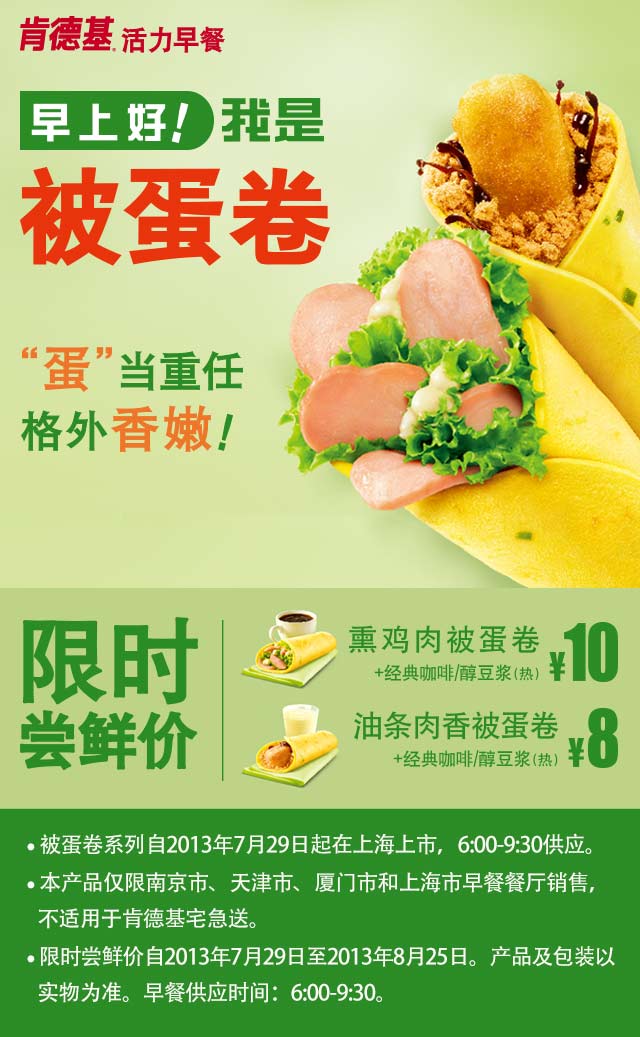 肯德基 活力早餐
早上好! 我是
被蛋卷
“蛋”当重任
格外香嫩!
限时
尝鲜价
熏鸡肉被蛋卷
+经典咖啡/醇豆浆(热) ¥10
油条肉香被蛋卷
+经典咖啡/醇豆浆(热) ¥8
• 被蛋卷系列自2013年7月29日起在上海上市，6:00-9:30供应。
• 本产品仅限南京市、天津市、厦门市和上海市早餐餐厅销售，
不适用于肯德基宅急送。
• 限时尝鲜价自2013年7月29日至2013年8月25日。产品及包装以
实物为准。早餐供应时间：6:00-9:30。